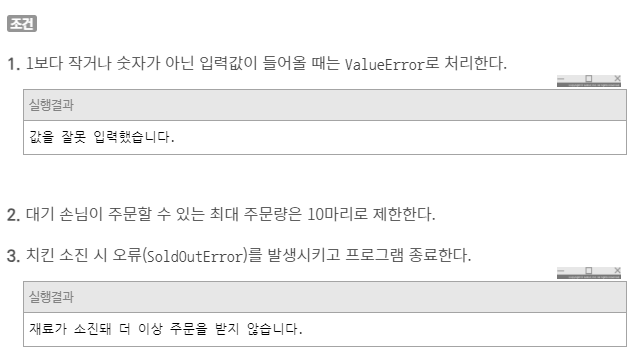 조건
1. 1보다 작거나 숫자가 아닌 입력값이 들어올 때는 ValueError로 처리한다.
실행결과
값을 잘못 입력했습니다.
2. 대기 손님이 주문할 수 있는 최대 주문량은 10마리로 제한한다.
3. 치킨 소진 시 오류(SoldOutError)를 발생시키고 프로그램 종료한다.
실행결과
재료가 소진돼 더 이상 주문을 받지 않습니다.